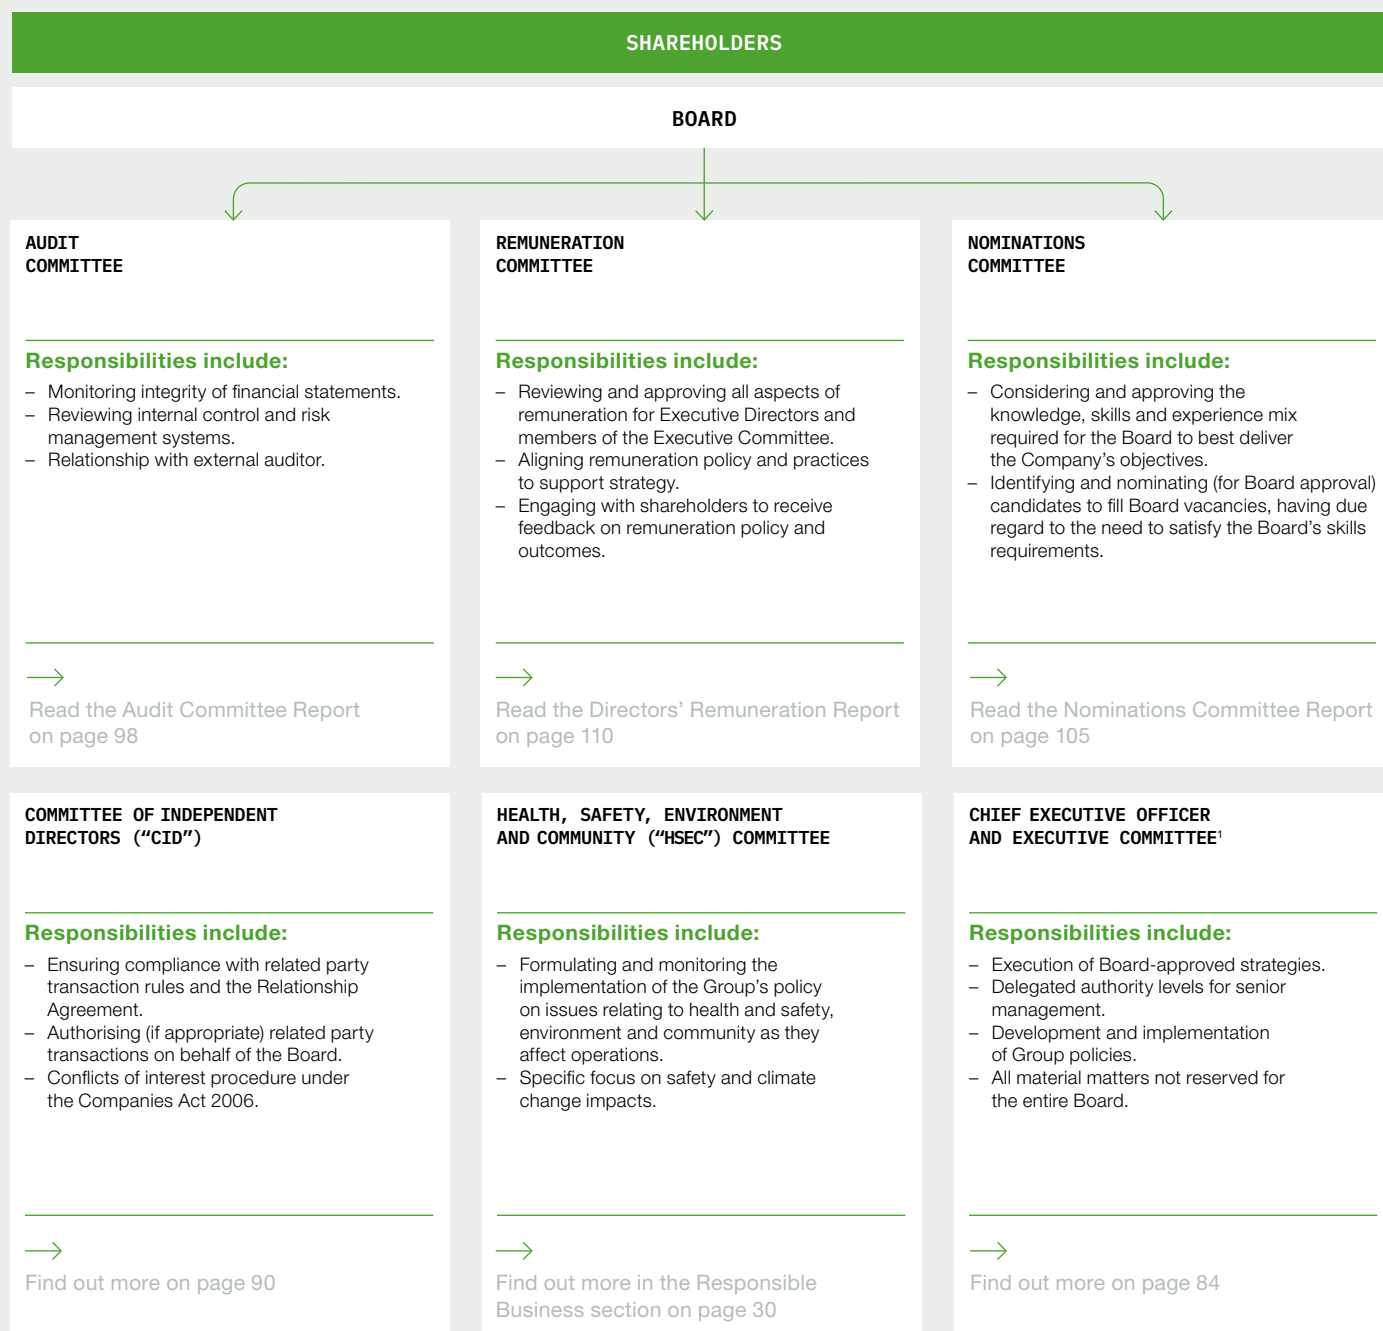 SHAREHOLDERS
BOARD
AUDIT
COMMITTEE
Responsibilities include:
– Monitoring integrity of financial statements.
– Reviewing internal control and risk
management systems.
– Relationship with external auditor.
Read the Audit Committee Report
on page 98
REMUNERATION
COMMITTEE
Responsibilities include:
– Reviewing and approving all aspects of
remuneration for Executive Directors and
members of the Executive Committee.
– Aligning remuneration policy and practices
to support strategy.
– Engaging with shareholders to receive
feedback on remuneration policy and
outcomes.
Read the Directors’ Remuneration Report
on page 110
NOMINATIONS
COMMITTEE
Responsibilities include:
– Considering and approving the
knowledge, skills and experience mix
required for the Board to best deliver
the Company’s objectives.
– Identifying and nominating (for Board approval)
candidates to fill Board vacancies, having due
regard to the need to satisfy the Board’s skills
requirements.
Read the Nominations Committee Report
on page 105
COMMITTEE OF INDEPENDENT
DIRECTORS (“CID”)
Responsibilities include:
– Ensuring compliance with related party
transaction rules and the Relationship
Agreement.
– Authorising (if appropriate) related party
transactions on behalf of the Board.
– Conflicts of interest procedure under
the Companies Act 2006.
Find out more on page 90
HEALTH, SAFETY, ENVIRONMENT
AND COMMUNITY (“HSEC”) COMMITTEE
Responsibilities include:
– Formulating and monitoring the
implementation of the Group’s policy
on issues relating to health and safety,
environment and community as they
affect operations.
– Specific focus on safety and climate
change impacts.
Find out more in the Responsible
Business section on page 30
CHIEF EXECUTIVE OFFICER
AND EXECUTIVE COMMITTEE¹
Responsibilities include:
– Execution of Board-approved strategies.
– Delegated authority levels for senior
management.
– Development and implementation
of Group policies.
– All material matters not reserved for
the entire Board.
Find out more on page 84